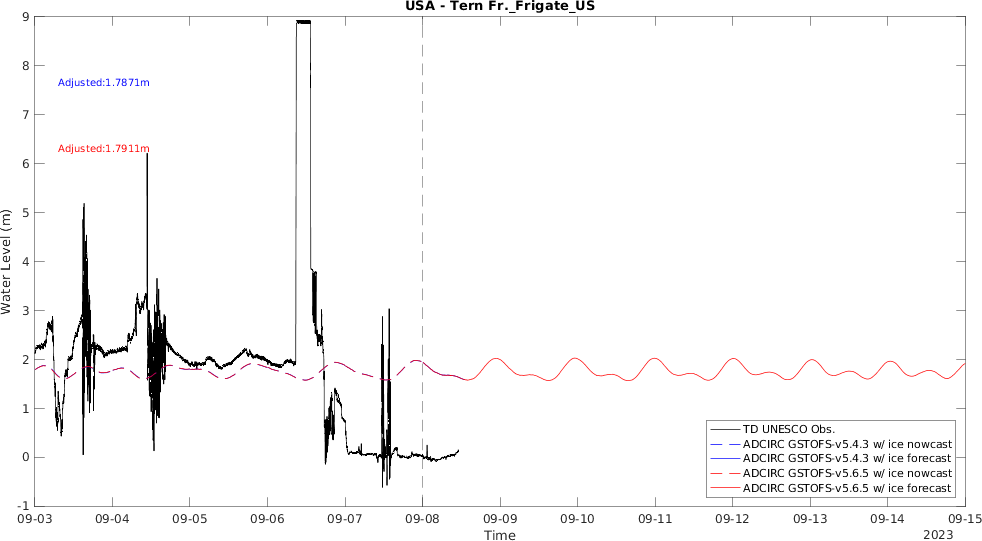 USA - Tern Fr._Frigate_US
9
8
7
6
5
4
3
2
1
0
-1
Water Level (m)
Adjusted:1.7871m
Adjusted:1.7911m
TD UNESCO Obs.
ADCIRC GSTOFS-v5.4.3 w/ ice nowcast
ADCIRC GSTOFS-v5.4.3 w/ ice forecast
ADCIRC GSTOFS-v5.6.5 w/ ice nowcast
ADCIRC GSTOFS-v5.6.5 w/ ice forecast
09-03 09-04 09-05 09-06 09-07 09-08 09-09 09-10 09-11 09-12 09-13 09-14 09-15
Time
2023